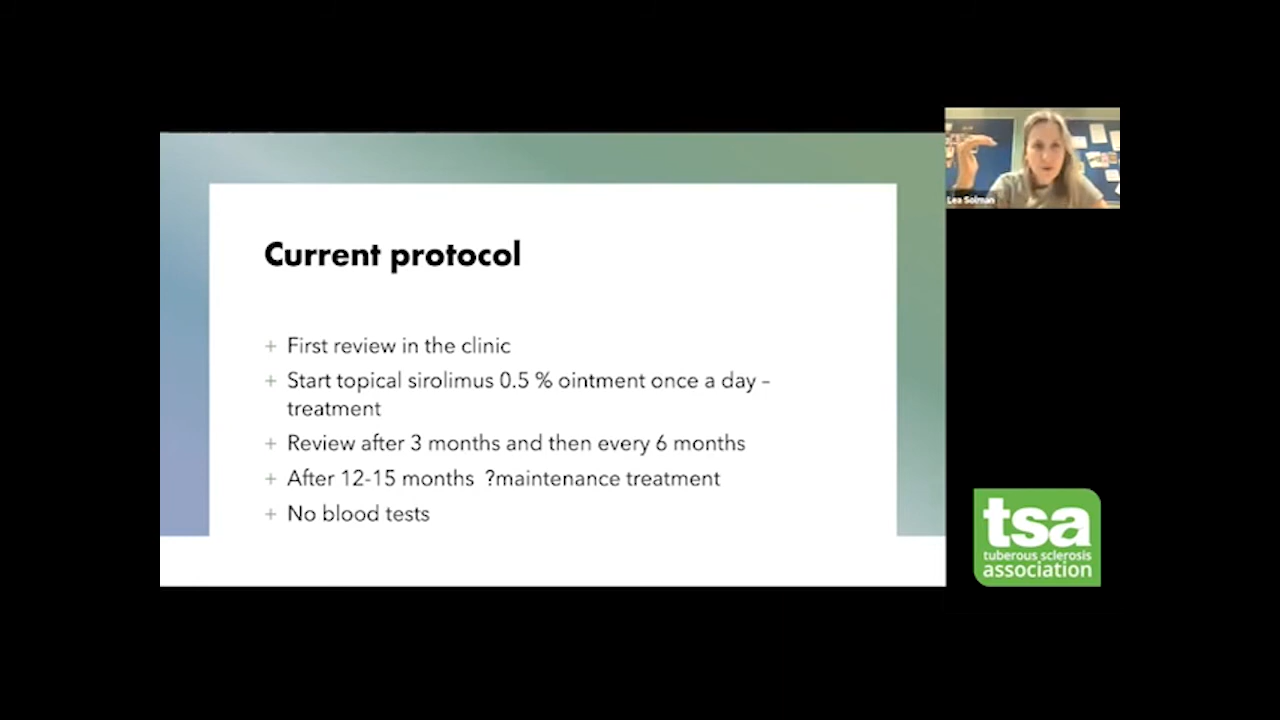 Current protocol
+ First review in the clinic
+ Start topical sirolimus 0.5 % ointment once a day –
treatment
+ Review after 3 months and then every 6 months
+ After 12-15 months ?maintenance treatment
+ No blood tests
Lea Solman
tsa
tuberous sclerosis
association